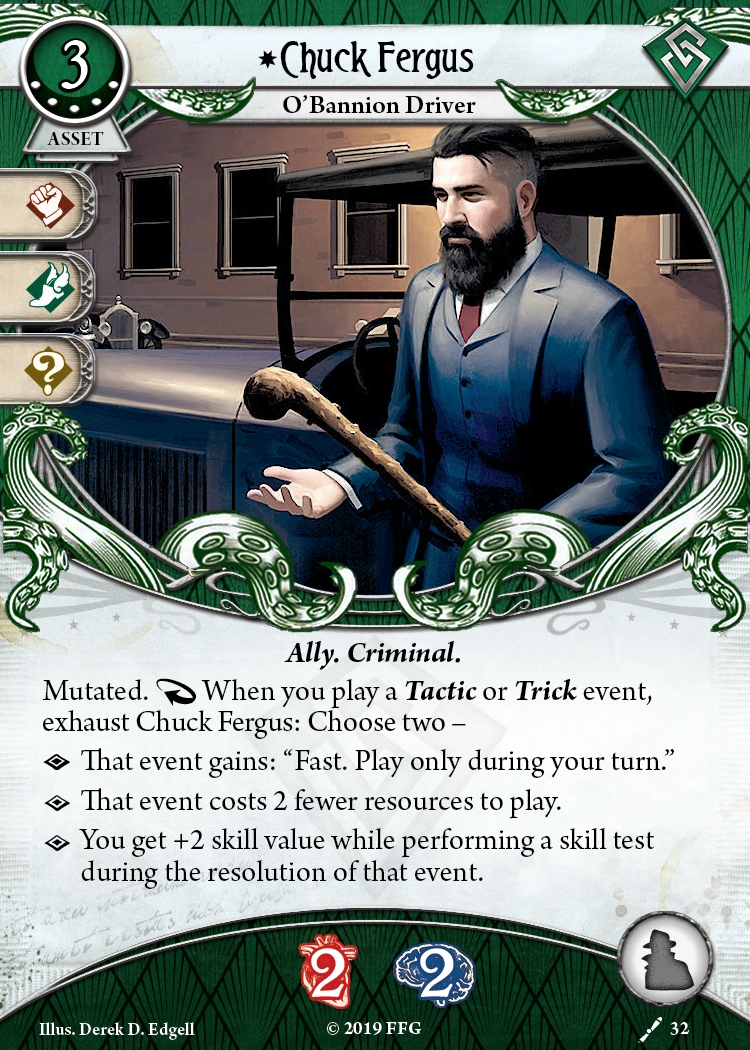 3
Chuck Fergus
O'Bannion Driver
ASSET
?
Ally. Criminal.
Mutated. When you play a Tactic or Trick event,
exhaust Chuck Fergus: Choose two –
That event gains: “Fast. Play only during your turn.”
That event costs 2 fewer resources to play.
You get +2 skill value while performing a skill test
during the resolution of that event.
2 2
Illus. Derek D. Edgell © 2019 FFG 32